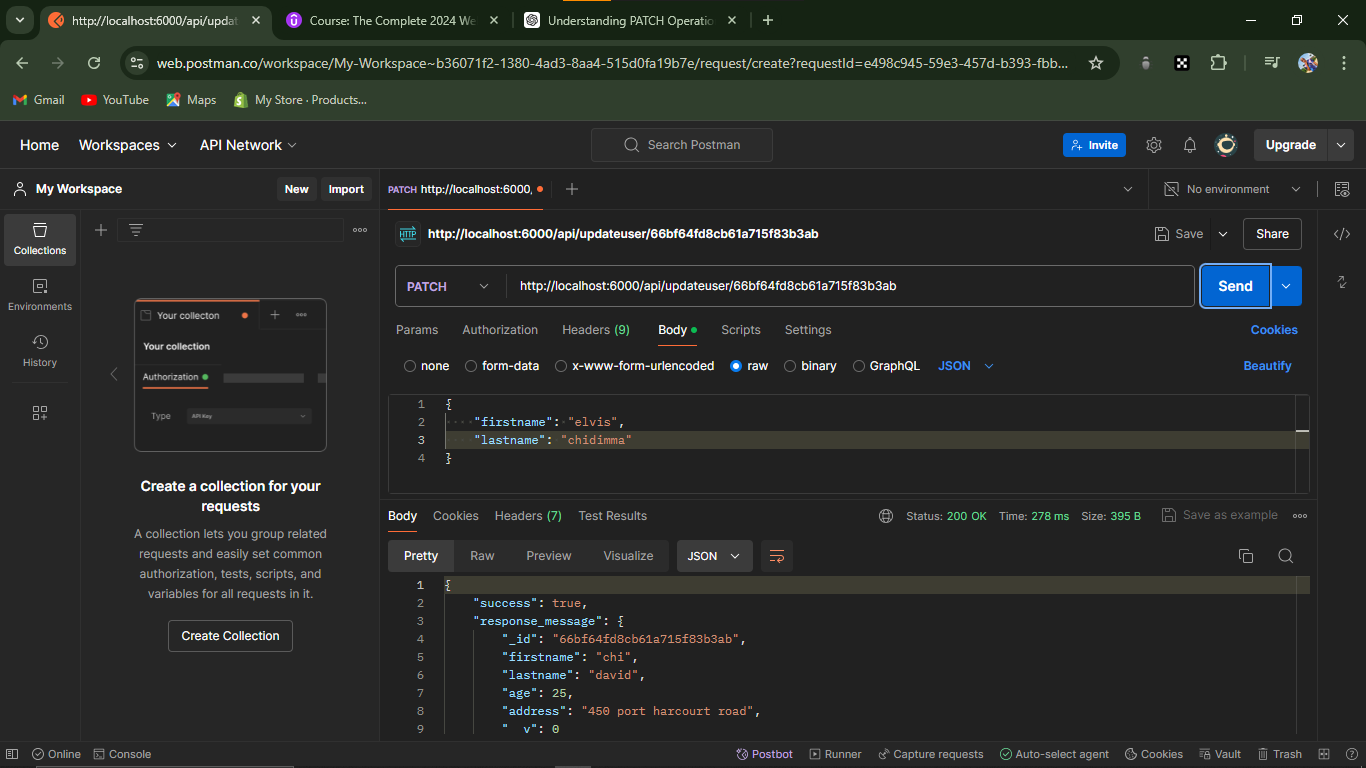 http://localhost:6000/api/updat
Course: The Complete 2024 We
Understanding PATCH Operatio
web.postman.co/workspace/My-Workspace~b36071f2-1380-4ad3-8aa4-515d0fa19b7e/request/create?requestId=e498c945-59e3-457d-b393-fbb...
Gmail YouTube Maps My Store · Products...
Home Workspaces API Network Search Postman Invite Upgrade
My Workspace New Import PATCH http://localhost:6000, No environment
Collections
Environments
History
Your collecton
Your collection
Authorization
Type API Key
Create a collection for your
requests
A collection lets you group related
requests and easily set common
authorization, tests, scripts, and
variables for all requests in it.
Create Collection
HTTP http://localhost:6000/api/updateuser/66bf64fd8cb61a715f83b3ab Save Share
PATCH http://localhost:6000/api/updateuser/66bf64fd8cb61a715f83b3ab Send
Params Authorization Headers (9) Body Scripts Settings Cookies
none form-data x-www-form-urlencoded raw binary GraphQL JSON Beautify
1 {
2 "firstname": "elvis",
3 "lastname": "chidimma"
4 }
Body Cookies Headers (7) Test Results Status: 200 OK Time: 278 ms Size: 395 B Save as example
Pretty Raw Preview Visualize JSON
1 {
2 "success": true,
3 "response_message": {
4 "_id": "66bf64fd8cb61a715f83b3ab",
5 "firstname": "chi",
6 "lastname": "david",
7 "age": 25,
8 "address": "450 port harcourt road",
9 "__v": 0
Online Console Postbot Runner Capture requests Auto-select agent Cookies Vault Trash